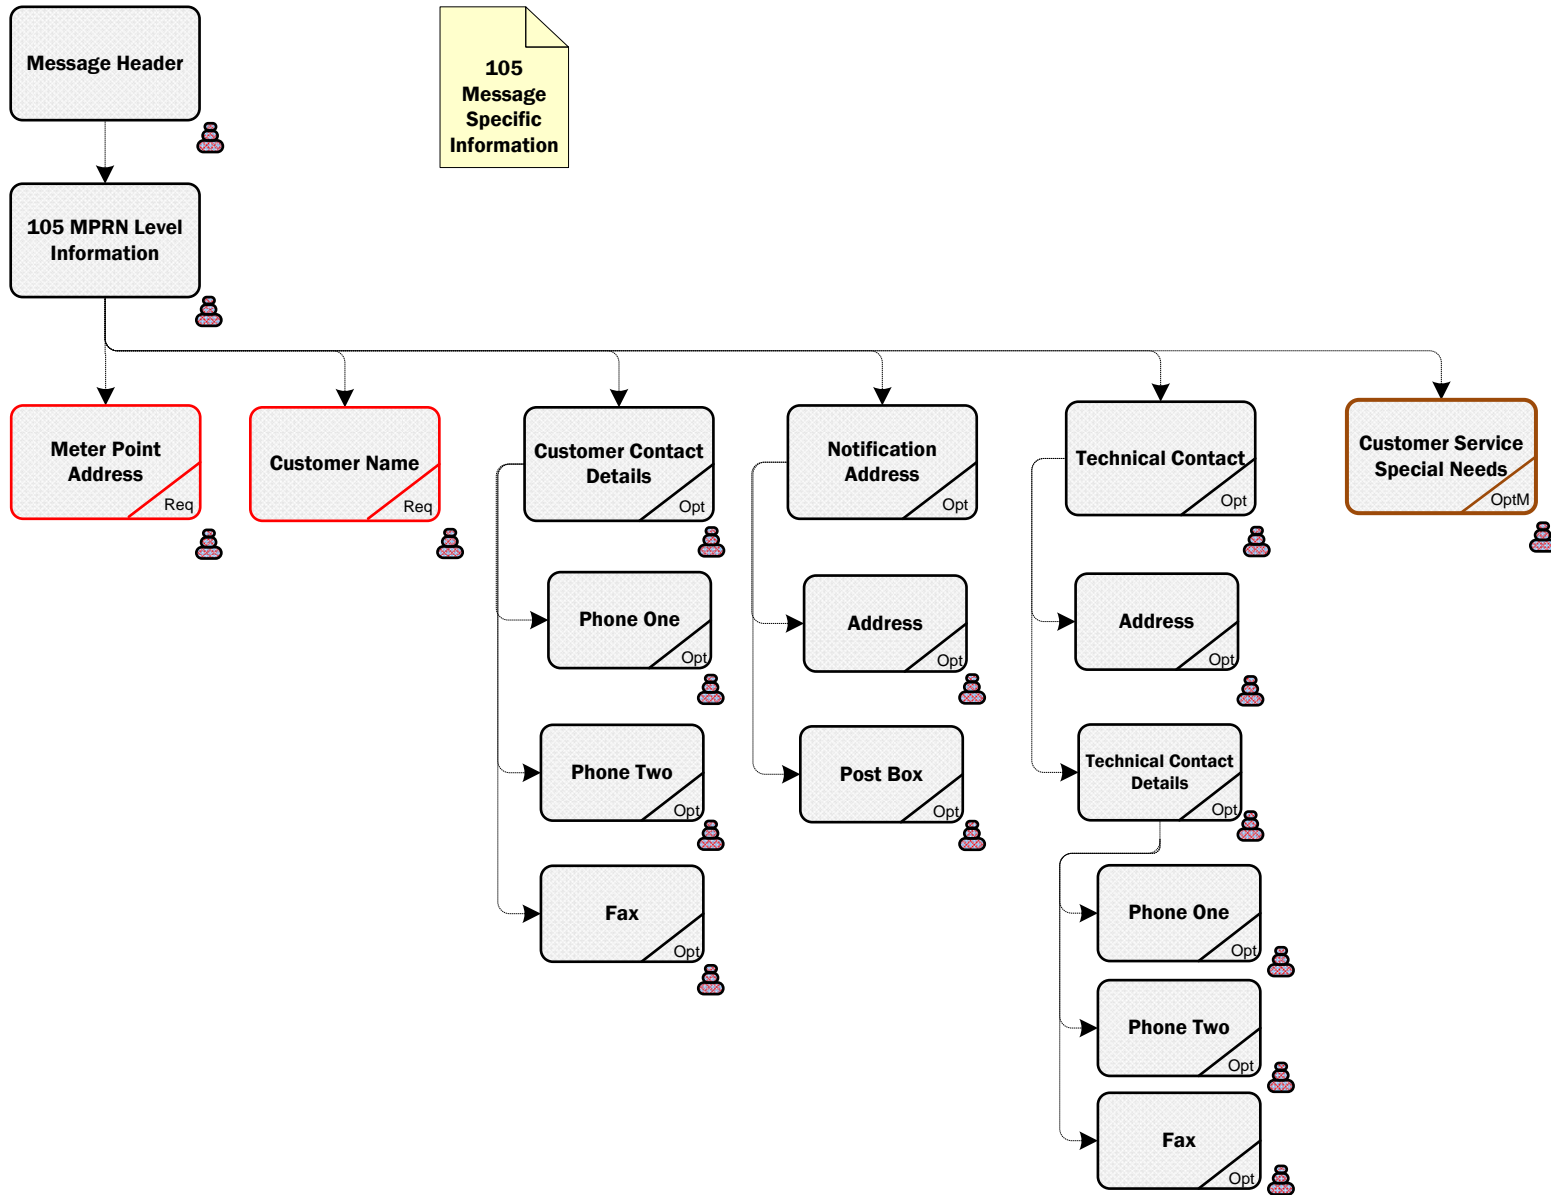 Message Header
105
Message
Specific
Information
105 MPRN Level
Information
Meter Point
Address
Req
Customer Name
Req
Customer Contact
Details
Opt
Notification
Address
Opt
Technical Contact
Opt
Customer Service
Special Needs
OptM
Phone One
Opt
Address
Opt
Address
Opt
Phone Two
Opt
Post Box
Opt
Technical Contact
Details
Opt
Fax
Opt
Phone One
Opt
Phone Two
Opt
Fax
Opt